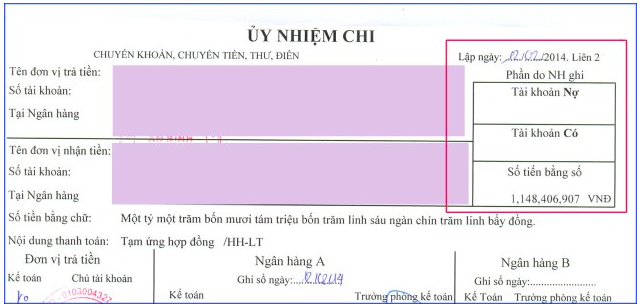 ỦY NHIỆM CHI
CHUYỂN KHOẢN, CHUYỂN TIỀN, THƯ, ĐIỆN
Lập ngày: 12/02/2014. Liên 2
Tên đơn vị trả tiền:
Phần do NH ghi
Số tài khoản:
Tài khoản Nợ
Tại Ngân hàng
Tài khoản Có
Tên đơn vị nhận tiền:
Số tài khoản:
Số tiền bằng số
Tại Ngân hàng
1,148,406,907 VNĐ
Số tiền bằng chữ: Một tỷ một trăm bốn mươi tám triệu bốn trăm linh sáu ngàn chín trăm linh bẩy đồng.
Nội dung thanh toán: Tạm ứng hợp đồng /HH-LT
Đơn vị trả tiền Ngân hàng A Ngân hàng B
Kế toán Chủ tài khoản Ghi sổ ngày: Ghi sổ ngày:........................
0103004327
Kế toán Trưởng phòng kế toán Kế toán Trưởng phòng kế toán